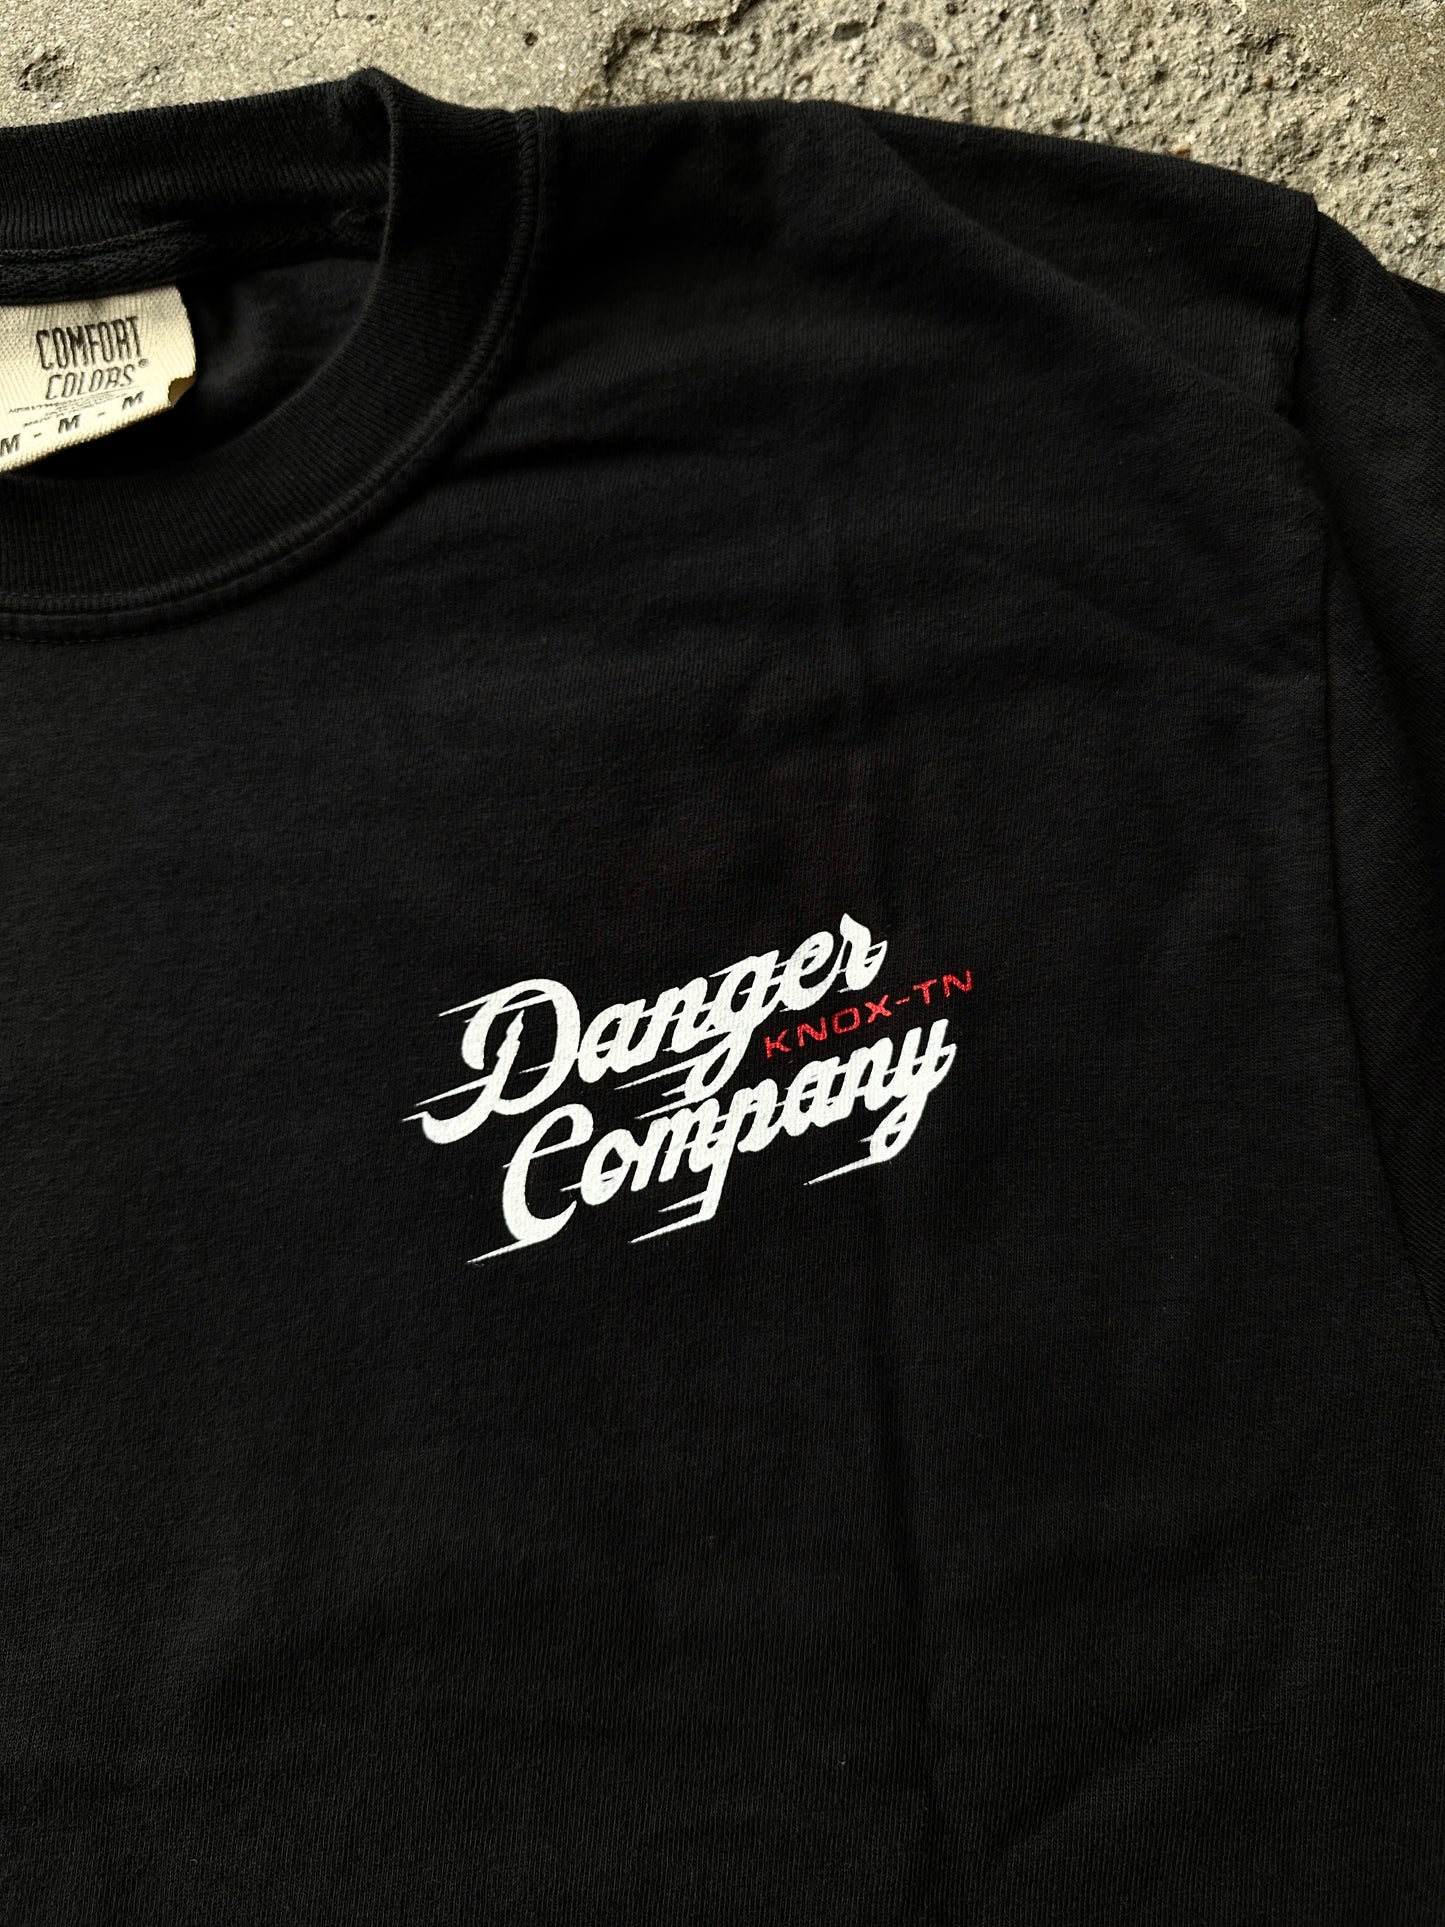 COMFORT
COLORS®
M - M - M
Danger
KNOX-TN
Company